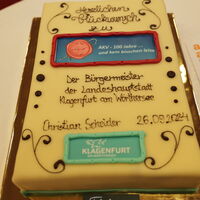 Herzlichen
Glückwunsch
zu
AKV - 100 Jahre
und kein bisschen leise
Der Bürgermeister
der Landeshauptstadt
Klagenfurt am Wörthersee
Christian Scheider 26.09.2024
KLAGENFURT